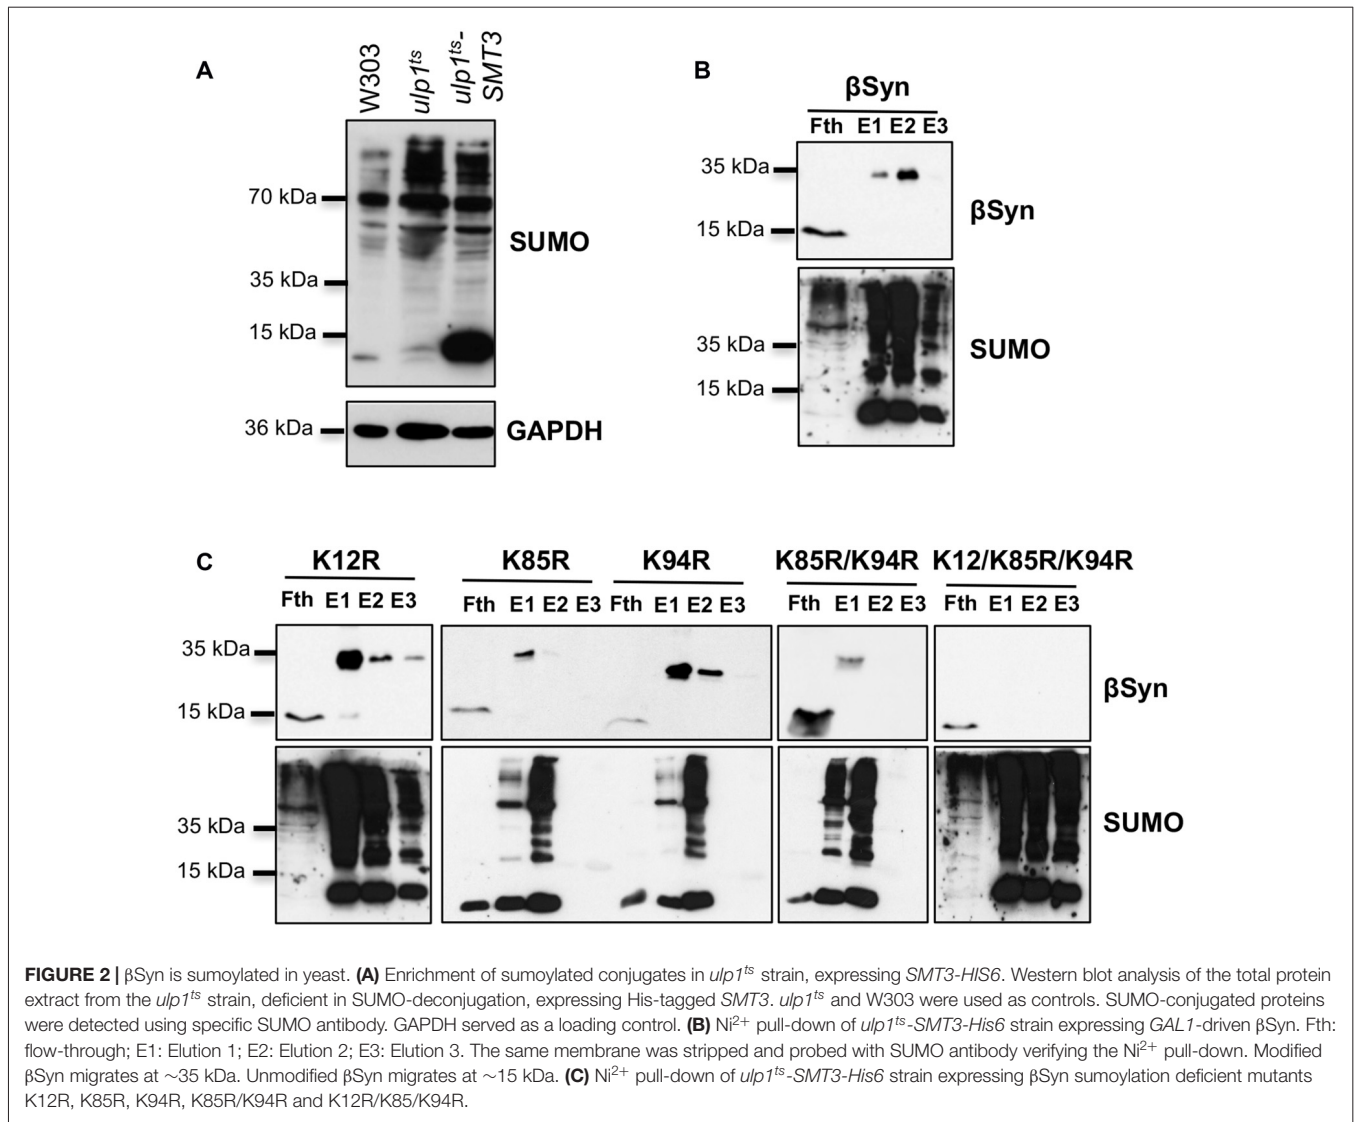 A
W303
ulp1ts
ulp1ts-
SMT3
70 kDa
SUMO
35 kDa
15 kDa
36 kDa
GAPDH
B
βSyn
Fth E1 E2 E3
35 kDa
βSyn
15 kDa
35 kDa
SUMO
15 kDa
C
K12R K85R K94R K85R/K94R K12/K85R/K94R
Fth E1 E2 E3 Fth E1 E2 E3 Fth E1 E2 E3 Fth E1 E2 E3 Fth E1 E2 E3
35 kDa
βSyn
15 kDa
35 kDa
SUMO
15 kDa
FIGURE 2 | βSyn is sumoylated in yeast. (A) Enrichment of sumoylated conjugates in ulp1ts strain, expressing SMT3-HIS6. Western blot analysis of the total protein
extract from the ulp1ts strain, deficient in SUMO-deconjugation, expressing His-tagged SMT3. ulp1ts and W303 were used as controls. SUMO-conjugated proteins
were detected using specific SUMO antibody. GAPDH served as a loading control. (B) Ni2+ pull-down of ulp1ts-SMT3-His6 strain expressing GAL1-driven βSyn. Fth:
flow-through; E1: Elution 1; E2: Elution 2; E3: Elution 3. The same membrane was stripped and probed with SUMO antibody verifying the Ni2+ pull-down. Modified
βSyn migrates at ∼35 kDa. Unmodified βSyn migrates at ∼15 kDa. (C) Ni2+ pull-down of ulp1ts-SMT3-His6 strain expressing βSyn sumoylation deficient mutants
K12R, K85R, K94R, K85R/K94R and K12R/K85/K94R.